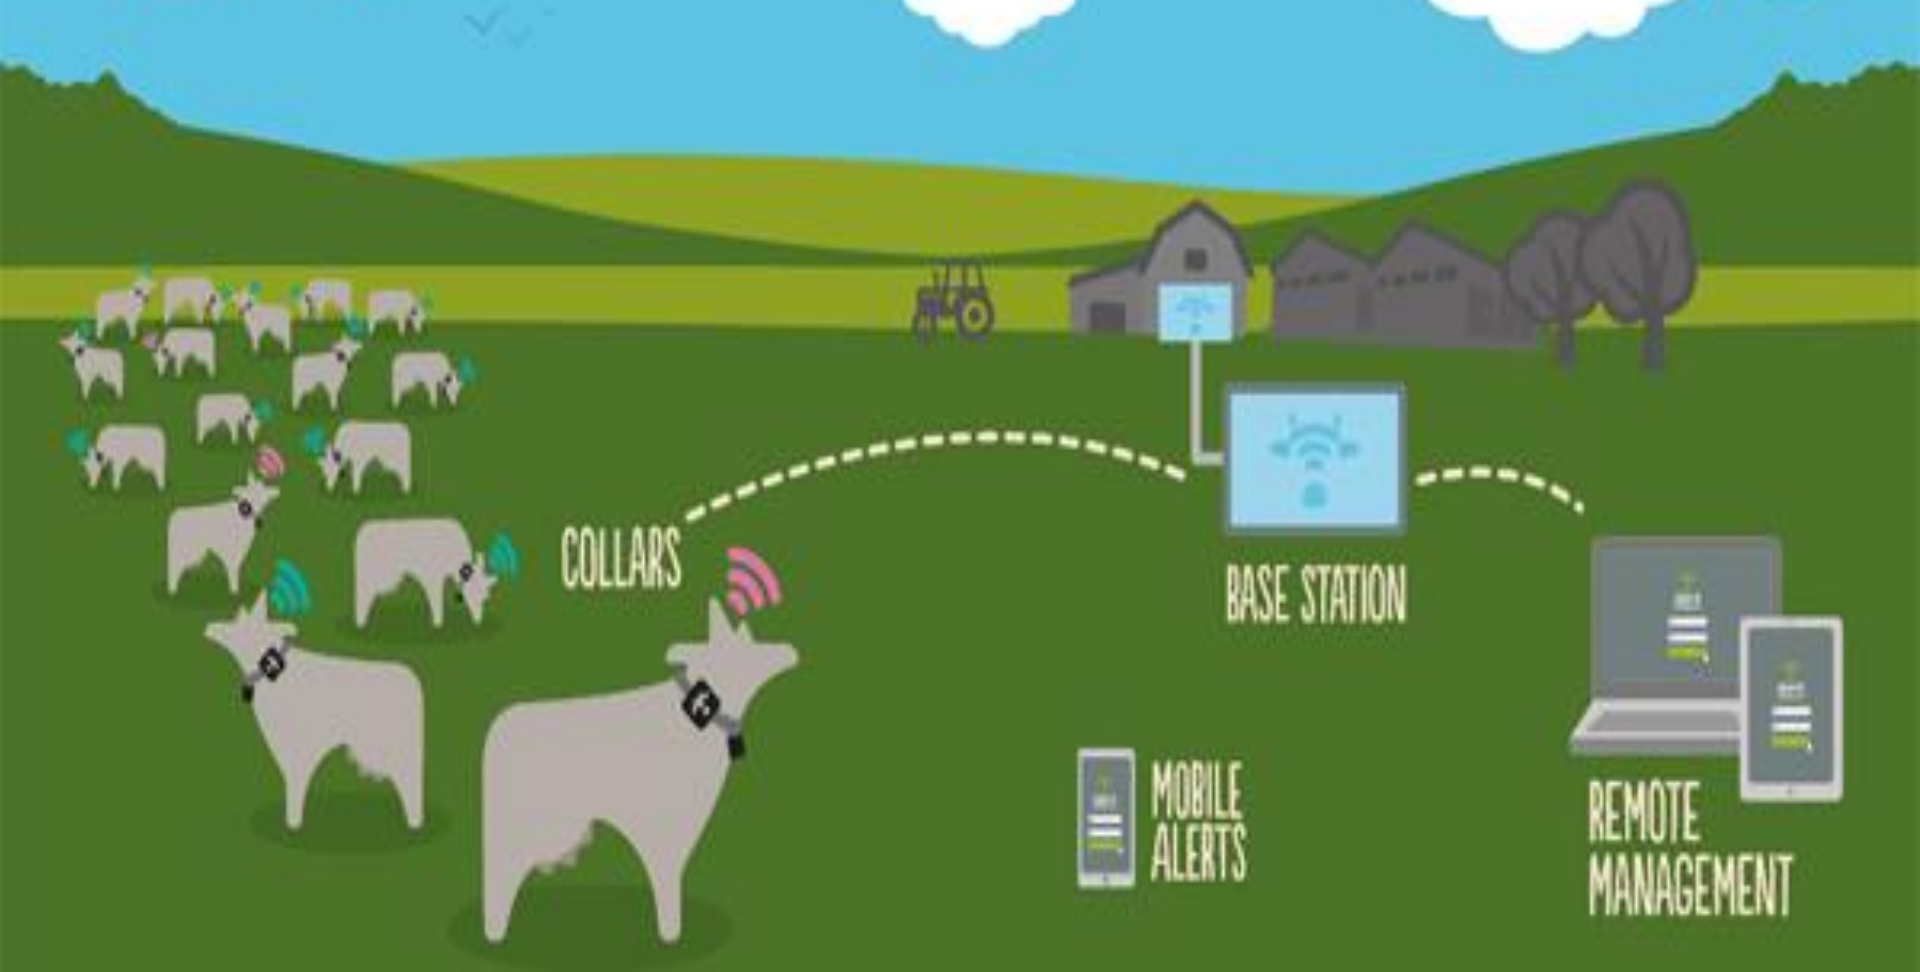 COLLARS
BASE STATION
MOBILE
ALERTS
REMOTE
MANAGEMENT